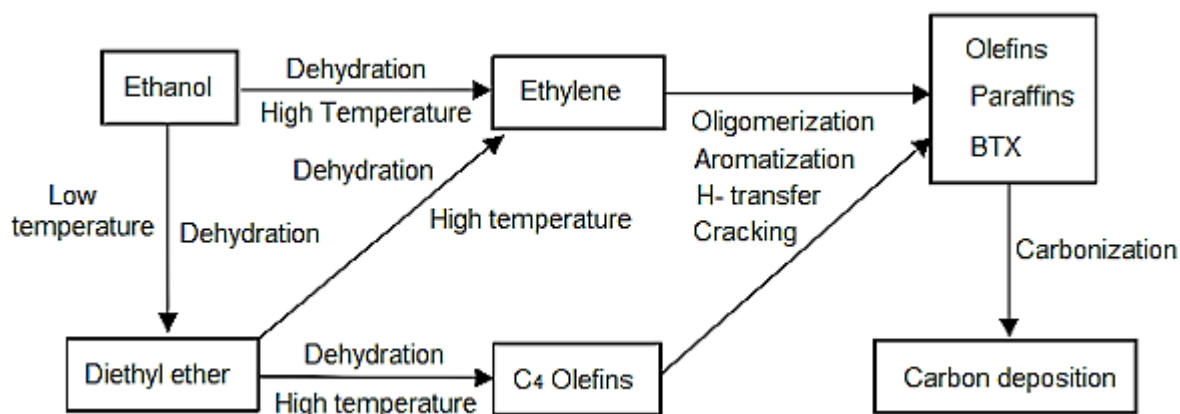 Ethanol
Dehydration
High Temperature
Ethylene
Olefins
Paraffins
BTX
Oligomerization
Aromatization
H- transfer
Cracking
Low
temperature
Dehydration
Dehydration
High temperature
Carbonization
Diethyl ether
Dehydration
High temperature
C₄ Olefins
Carbon deposition